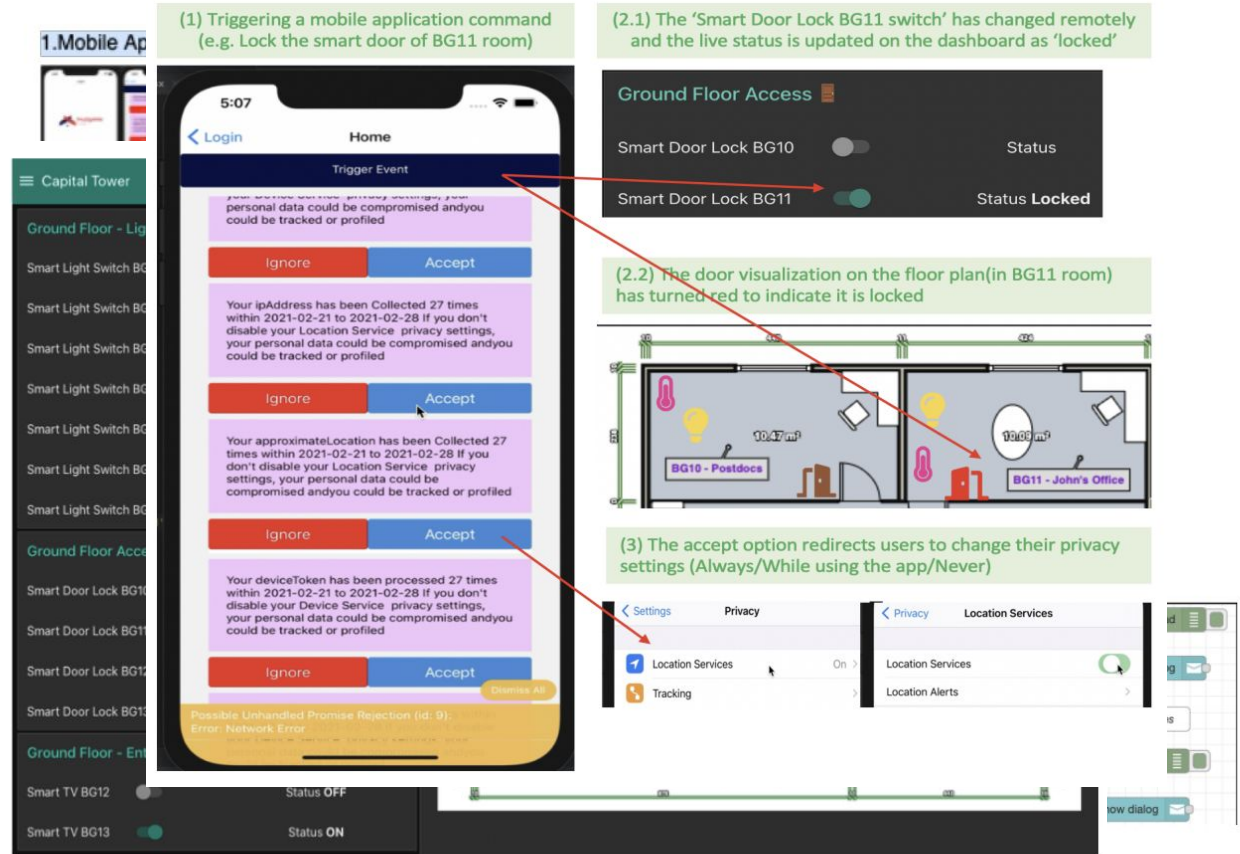 1.Mobile Ap
(1) Triggering a mobile application command
(e.g. Lock the smart door of BG11 room)
(2.1) The ‘Smart Door Lock BG11 switch’ has changed remotely
and the live status is updated on the dashboard as ‘locked’
5:07
Login
Home
Trigger Event
personal data could be compromised andyou
could be tracked or profiled
Ignore
Accept
Your ipAddress has been Collected 27 times
within 2021-02-21 to 2021-02-28 If you don't
disable your Location Service privacy settings,
your personal data could be compromised andyou
could be tracked or profiled
Ignore
Accept
Your approximateLocation has been Collected 27
times within 2021-02-21 to 2021-02-28 If you
don't disable your Location Service privacy
settings, your personal data could be
compromised andyou could be tracked or profiled
Ignore
Accept
Your deviceToken has been processed 27 times
within 2021-02-21 to 2021-02-28 If you don't
disable your Device Service privacy settings,
your personal data could be compromised andyou
could be tracked or profiled
Ignore
Accept
Dismiss All
Possible Unhandled Promise Rejection (id: 9):
Error: Network Error
Ground Floor Access
Smart Door Lock BG10
Status
Smart Door Lock BG11
Status Locked
(2.2) The door visualization on the floor plan(in BG11 room)
has turned red to indicate it is locked
10.47 m²
BG10 - Postdocs
10.09 m²
BG11 - John's Office
(3) The accept option redirects users to change their privacy
settings (Always/While using the app/Never)
Settings
Privacy
Location Services
On
Tracking
Privacy
Location Services
Location Services
Location Alerts
Capital Tower
Ground Floor - Lig
Smart Light Switch BG
Smart Light Switch BG
Smart Light Switch BG
Smart Light Switch BG
Smart Light Switch BG
Smart Light Switch BG
Smart Light Switch BG
Ground Floor Acce
Smart Door Lock BG10
Smart Door Lock BG11
Smart Door Lock BG12
Smart Door Lock BG13
Ground Floor - Ent
Smart TV BG12
Status OFF
Smart TV BG13
Status ON
now dialog